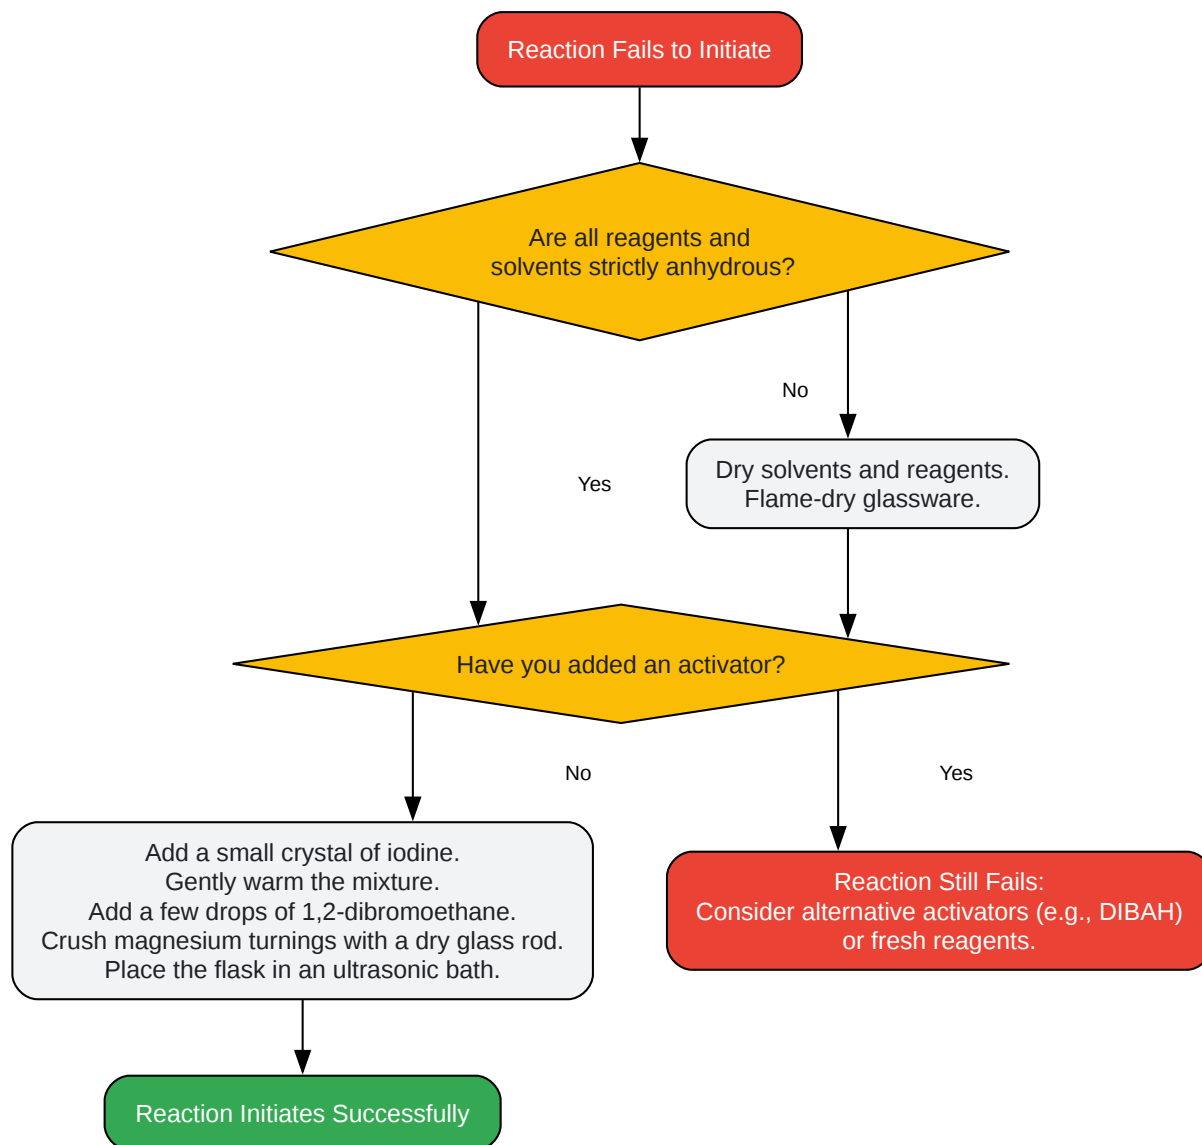 Reaction Fails to Initiate
Are all reagents and
solvents strictly anhydrous?
No
Yes
Dry solvents and reagents.
Flame-dry glassware.
Have you added an activator?
No
Yes
Add a small crystal of iodine.
Gently warm the mixture.
Add a few drops of 1,2-dibromoethane.
Crush magnesium turnings with a dry glass rod.
Place the flask in an ultrasonic bath.
Reaction Still Fails:
Consider alternative activators (e.g., DIBAH)
or fresh reagents.
Reaction Initiates Successfully